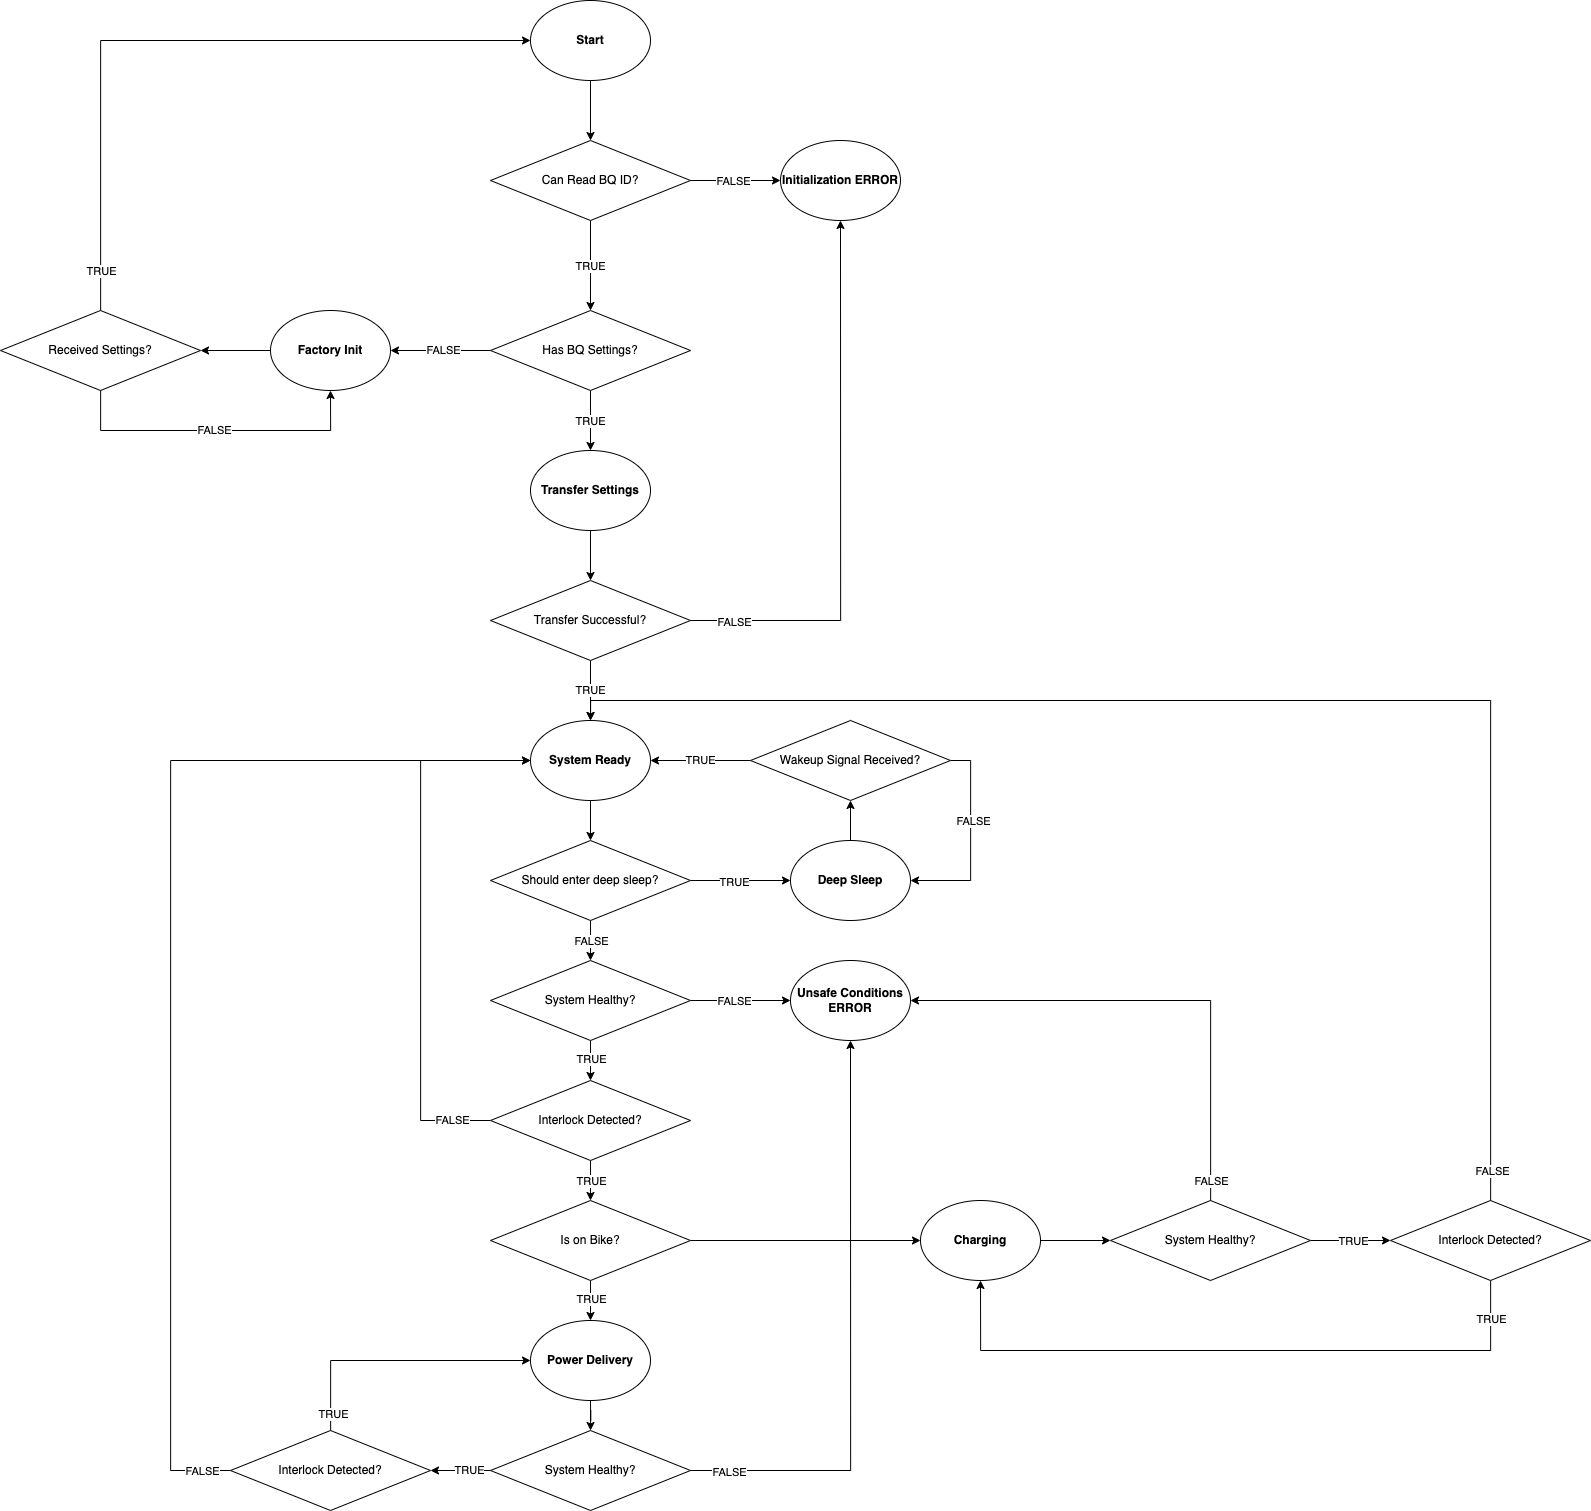 Start
Can Read BQ ID?
FALSE
Initialization ERROR
TRUE
TRUE
Received Settings?
Factory Init
FALSE
Has BQ Settings?
TRUE
FALSE
Transfer Settings
Transfer Successful?
FALSE
TRUE
System Ready
TRUE
Wakeup Signal Received?
FALSE
Should enter deep sleep?
TRUE
Deep Sleep
FALSE
System Healthy?
FALSE
Unsafe Conditions
ERROR
TRUE
FALSE
Interlock Detected?
TRUE
FALSE
FALSE
Is on Bike?
Charging
System Healthy?
TRUE
Interlock Detected?
TRUE
TRUE
Power Delivery
TRUE
FALSE
Interlock Detected?
TRUE
System Healthy?
FALSE